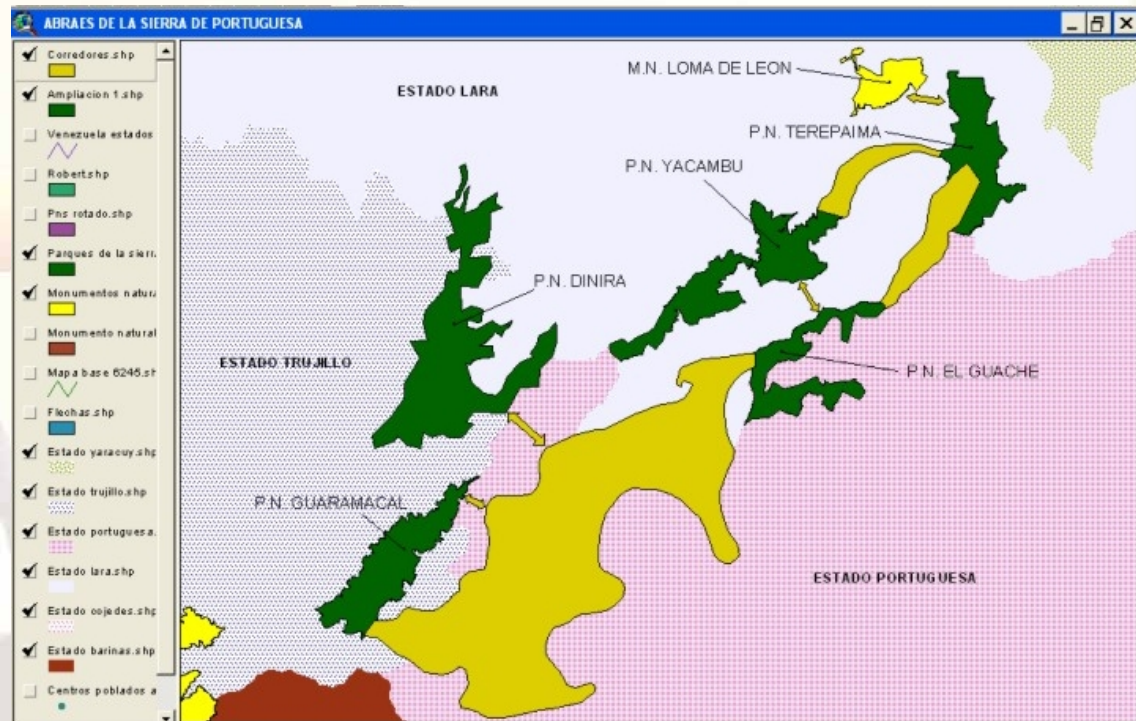 ABRAES DE LA SIERRA DE PORTUGUESA
Corredores.shp
Ampliacion 1.shp
Venezuela estados
Robert.shp
Pns rotado.shp
Parques de la sierr.
Monumentos natura
Monumento natural
Mapa base 6246.sh
Flechas.shp
Estado yaracuy.shp
Estado trujillo.shp
Estado portuguesa.
Estado lara.shp
Estado cojedes.shp
Estado barinas.shp
Centros poblados a
ESTADO LARA
M.N. LOMA DE LEON
P.N. TEREPAIMA
P.N. YACAMBU
P.N. DINIRA
ESTADO TRUJILLO
P.N. EL GUACHE
P.N. GUARAMACAL
ESTADO PORTUGUESA